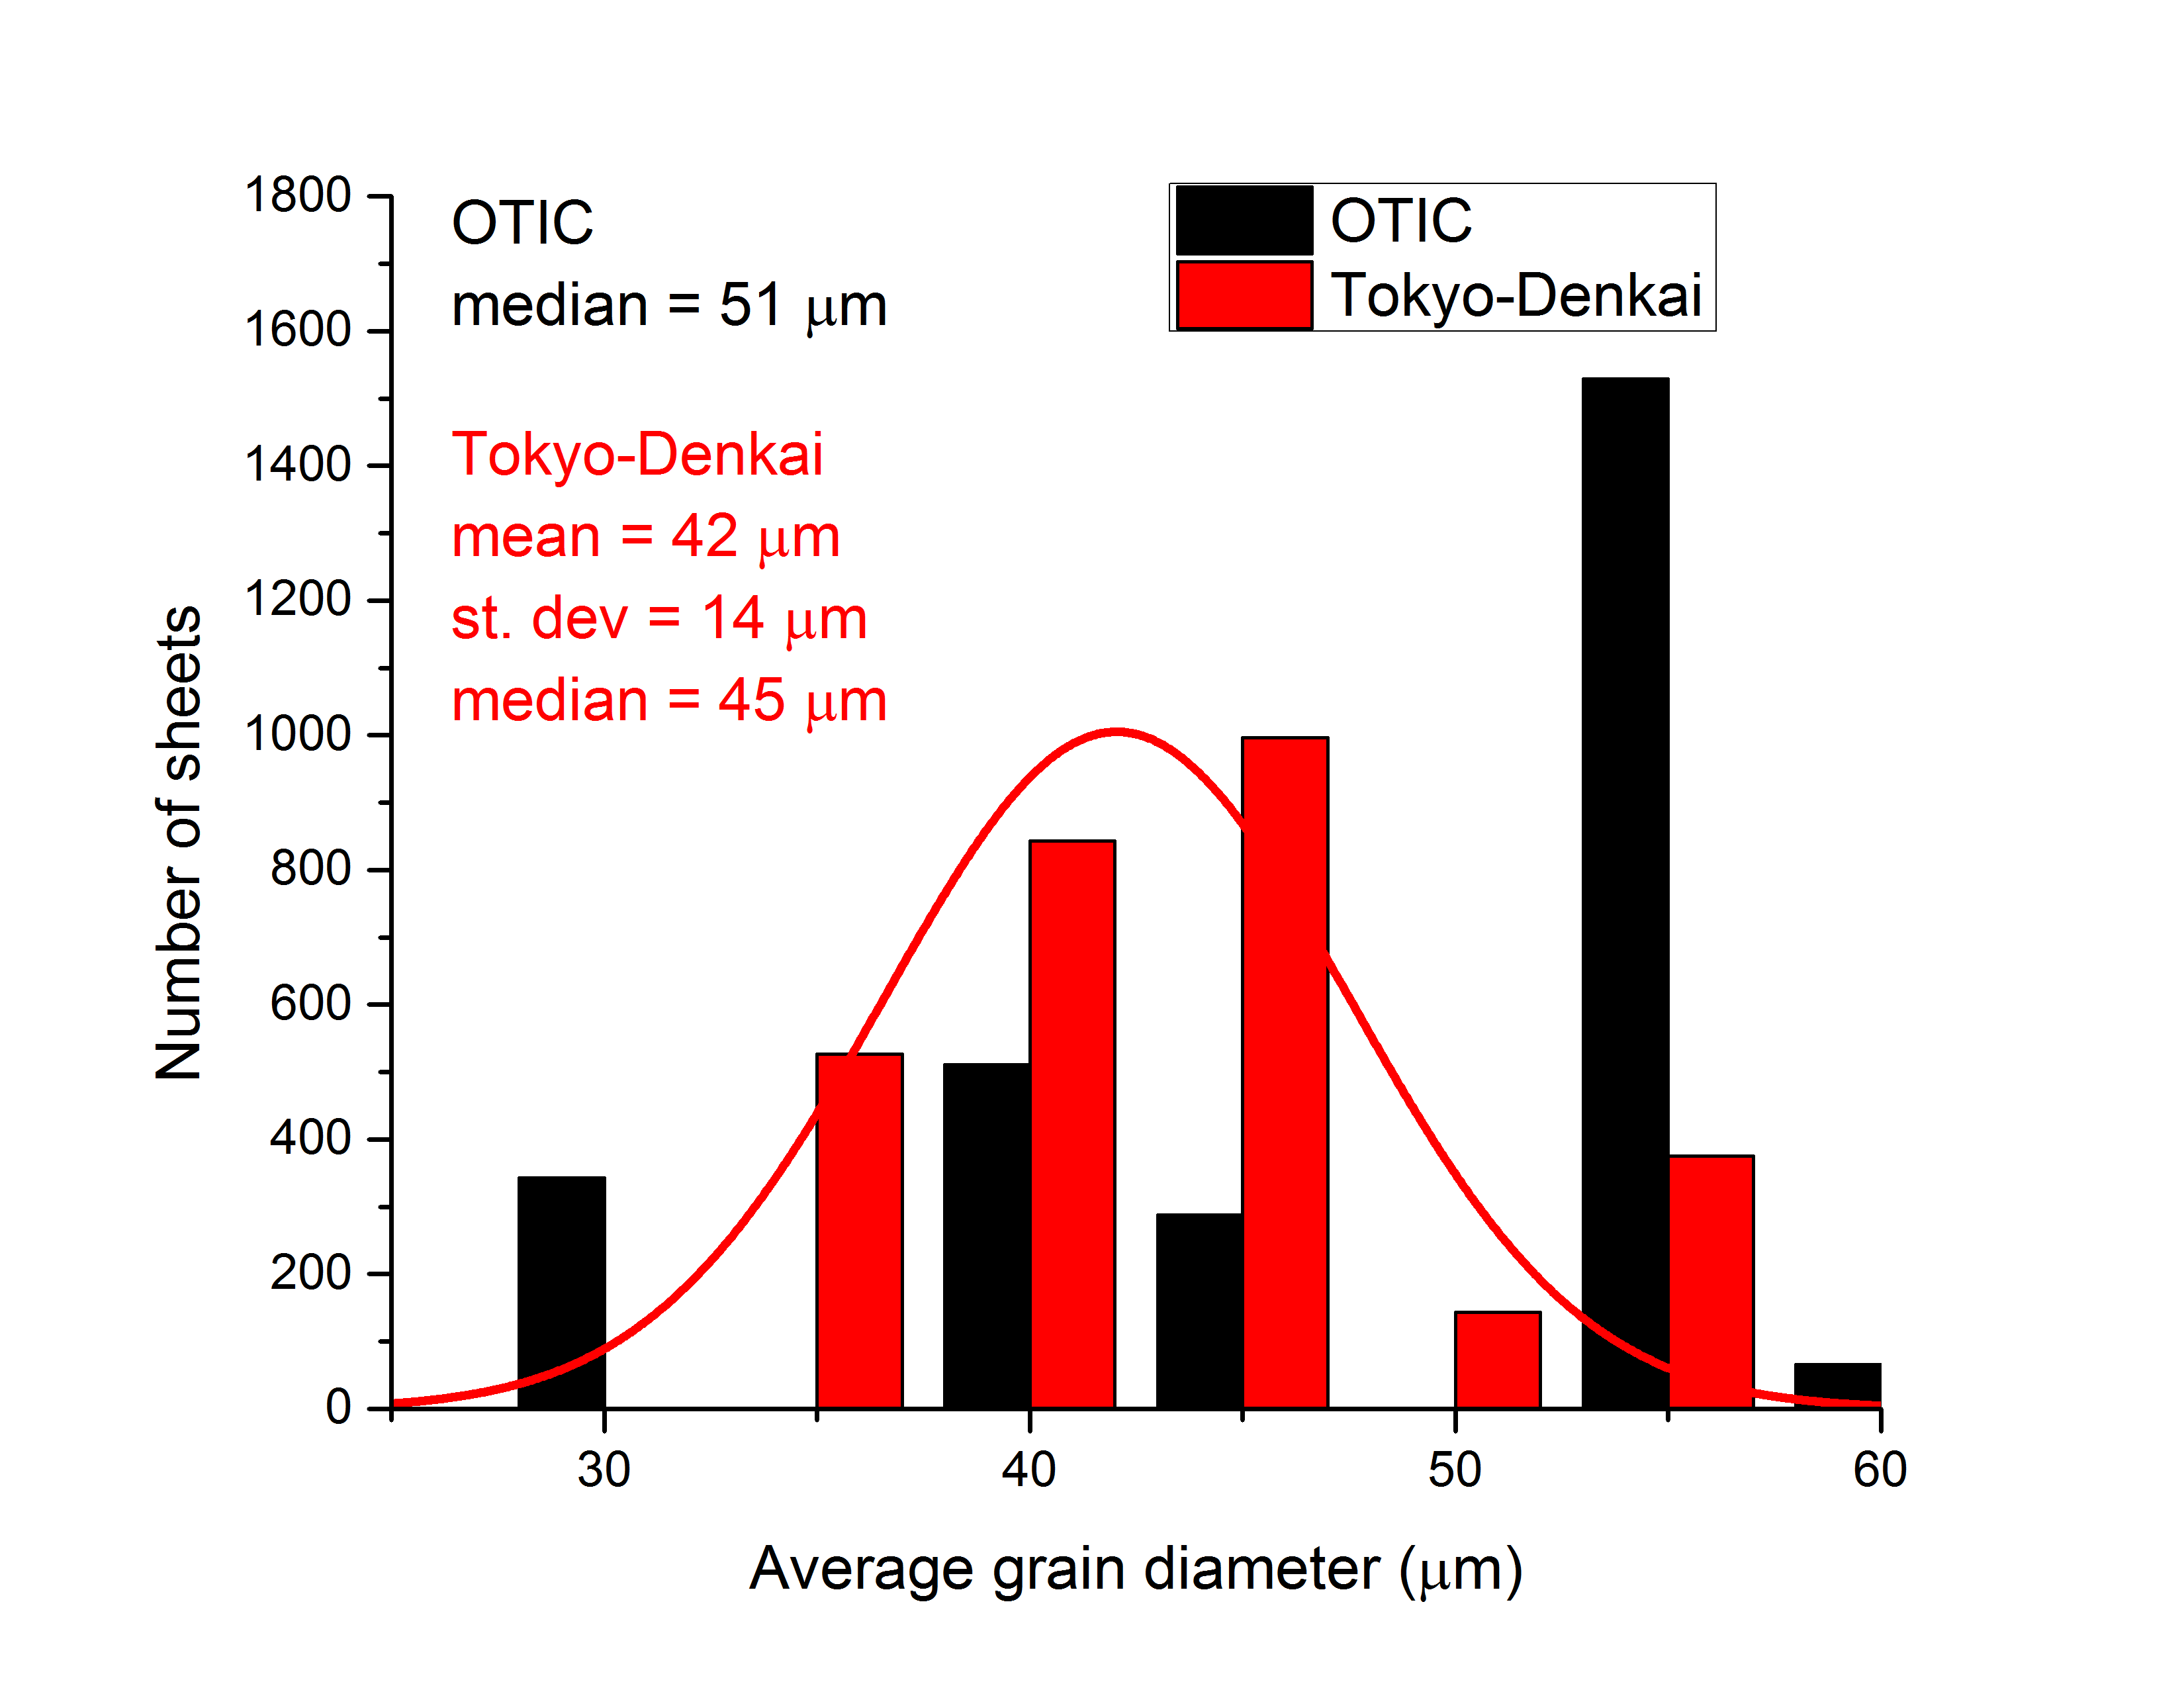 OTIC
median = 51 μm
Tokyo-Denkai
mean = 42 μm
st. dev = 14 μm
median = 45 μm
OTIC
Tokyo-Denkai
Number of sheets
1800
1600
1400
1200
1000
800
600
400
200
0
30
40
50
60
Average grain diameter (μm)